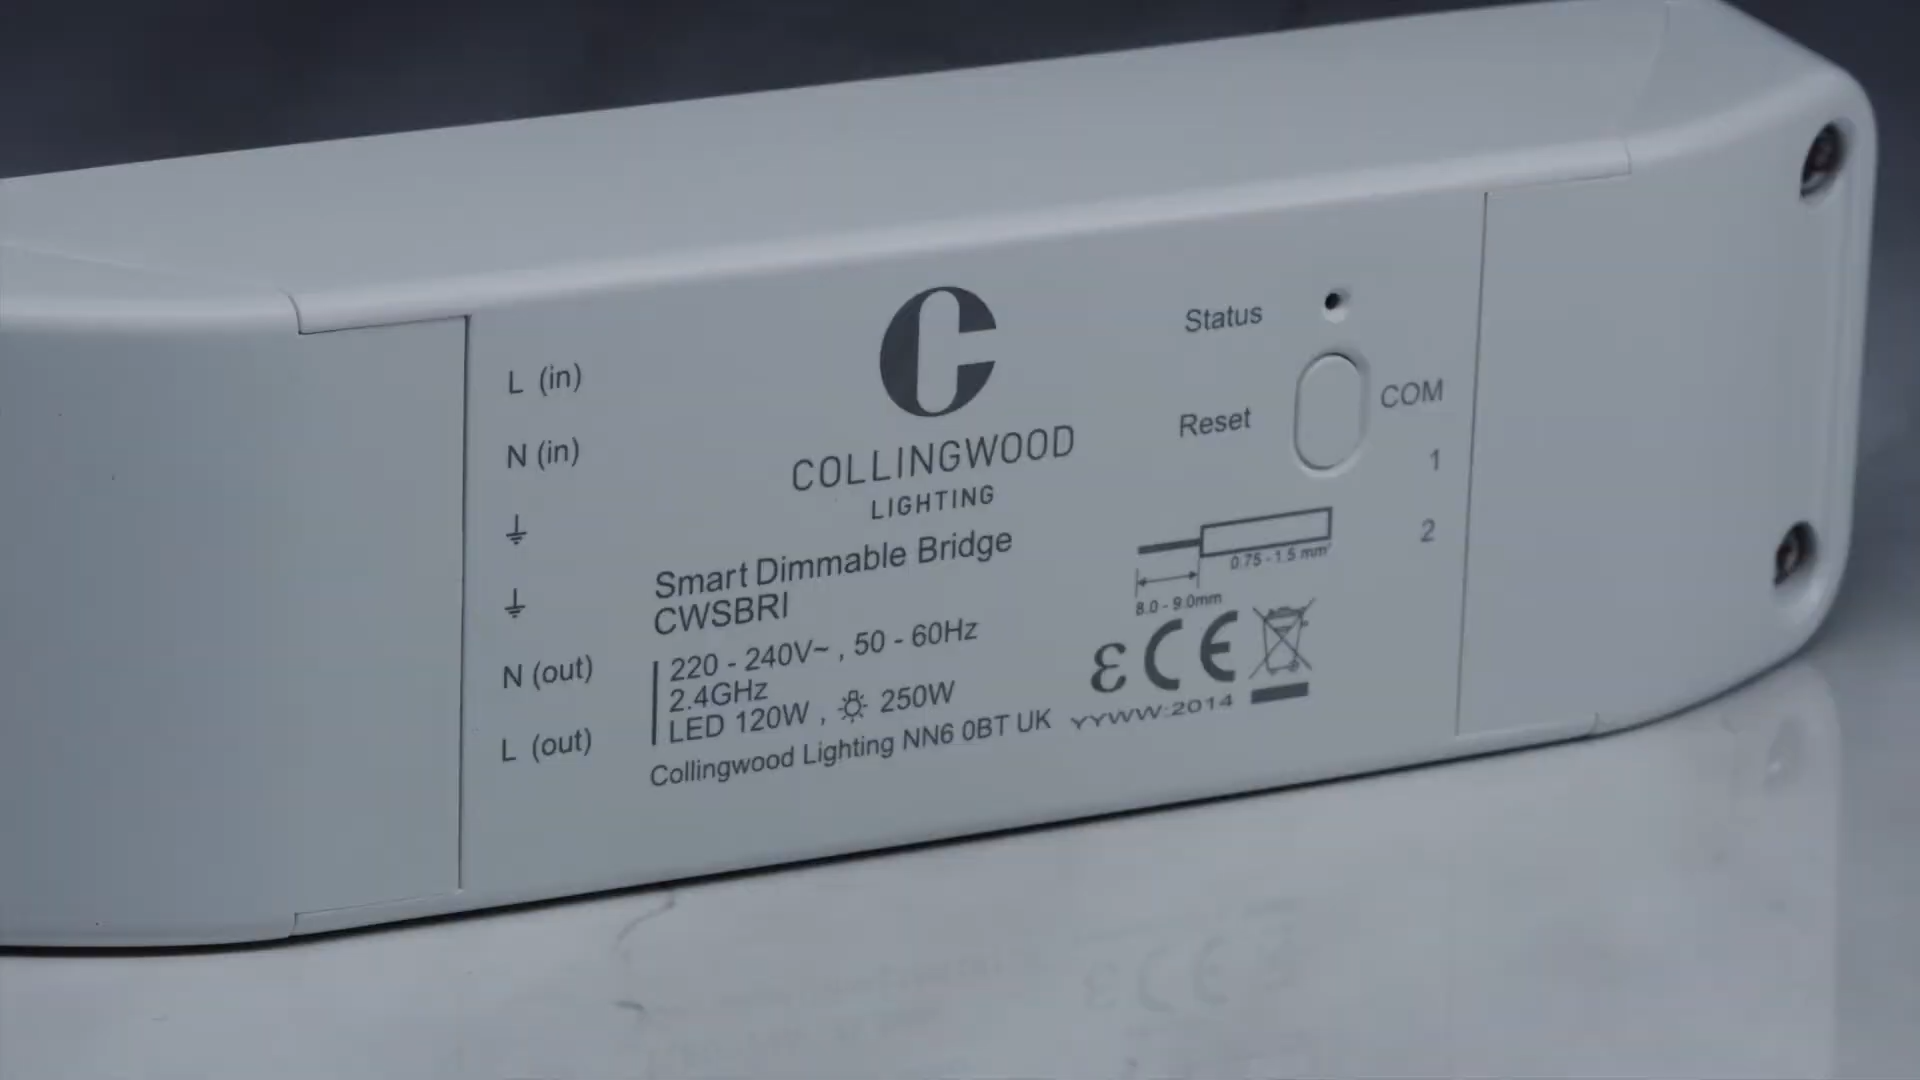 L (in)
N (in)
N (out)
L (out)
COLLINGWOOD
LIGHTING
Smart Dimmable Bridge
CWSBRI
220 - 240V~ , 50 - 60Hz
2.4GHz
LED 120W , 250W
Collingwood Lighting NN6 0BT UK
Status
Reset
COM
1
2
0.75 - 1.5 mm²
8.0 - 9.0mm
CE
YYWW:2014